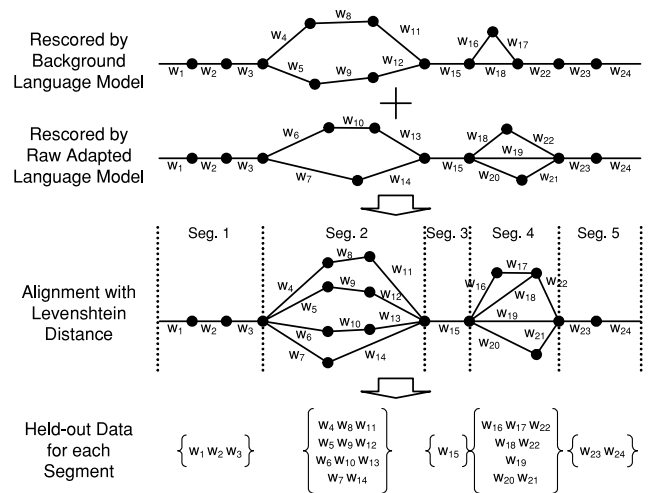 Rescored by
Background
Language Model
w1 w2 w3 w4 w8 w11 w5 w9 w12 w15 w16 w17 w18 w22 w23 w24
+
Rescored by
Raw Adapted
Language Model
w1 w2 w3 w6 w10 w13 w7 w14 w15 w18 w22 w19 w20 w21 w23 w24
Seg. 1 Seg. 2 Seg. 3 Seg. 4 Seg. 5
Alignment with
Levenshtein
Distance
w1 w2 w3 w4 w8 w11 w5 w9 w12 w6 w10 w13 w7 w14 w15 w16 w17 w22 w18 w19 w20 w21 w23 w24
Held-out Data
for each
Segment
{w1 w2 w3}
{w4 w8 w11
w5 w9 w12
w6 w10 w13
w7 w14}
{w15}
{w16 w17 w22
w18 w22
w19
w20 w21}
{w23 w24}